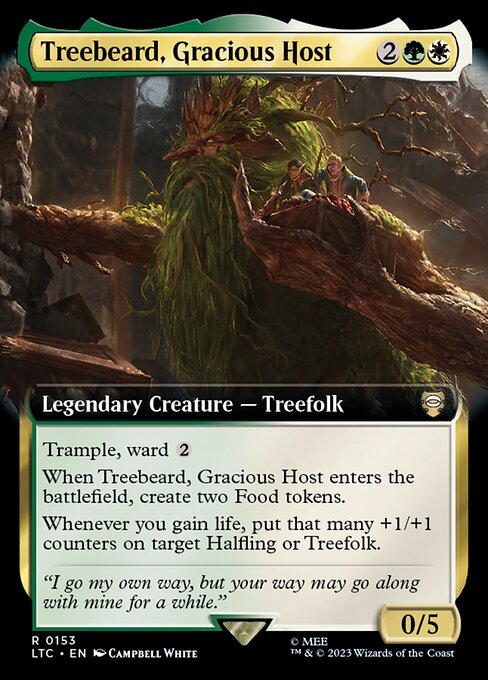 Treebeard, Gracious Host 2
Legendary Creature — Treefolk
Trample, ward 2
When Treebeard, Gracious Host enters the
battlefield, create two Food tokens.
Whenever you gain life, put that many +1/+1
counters on target Halfling or Treefolk.
“I go my own way, but your way may go along
with mine for a while.”
0/5
R 0153
LTC • EN CAMPBELL WHITE
© MEE
™ & © 2023 Wizards of the Coast